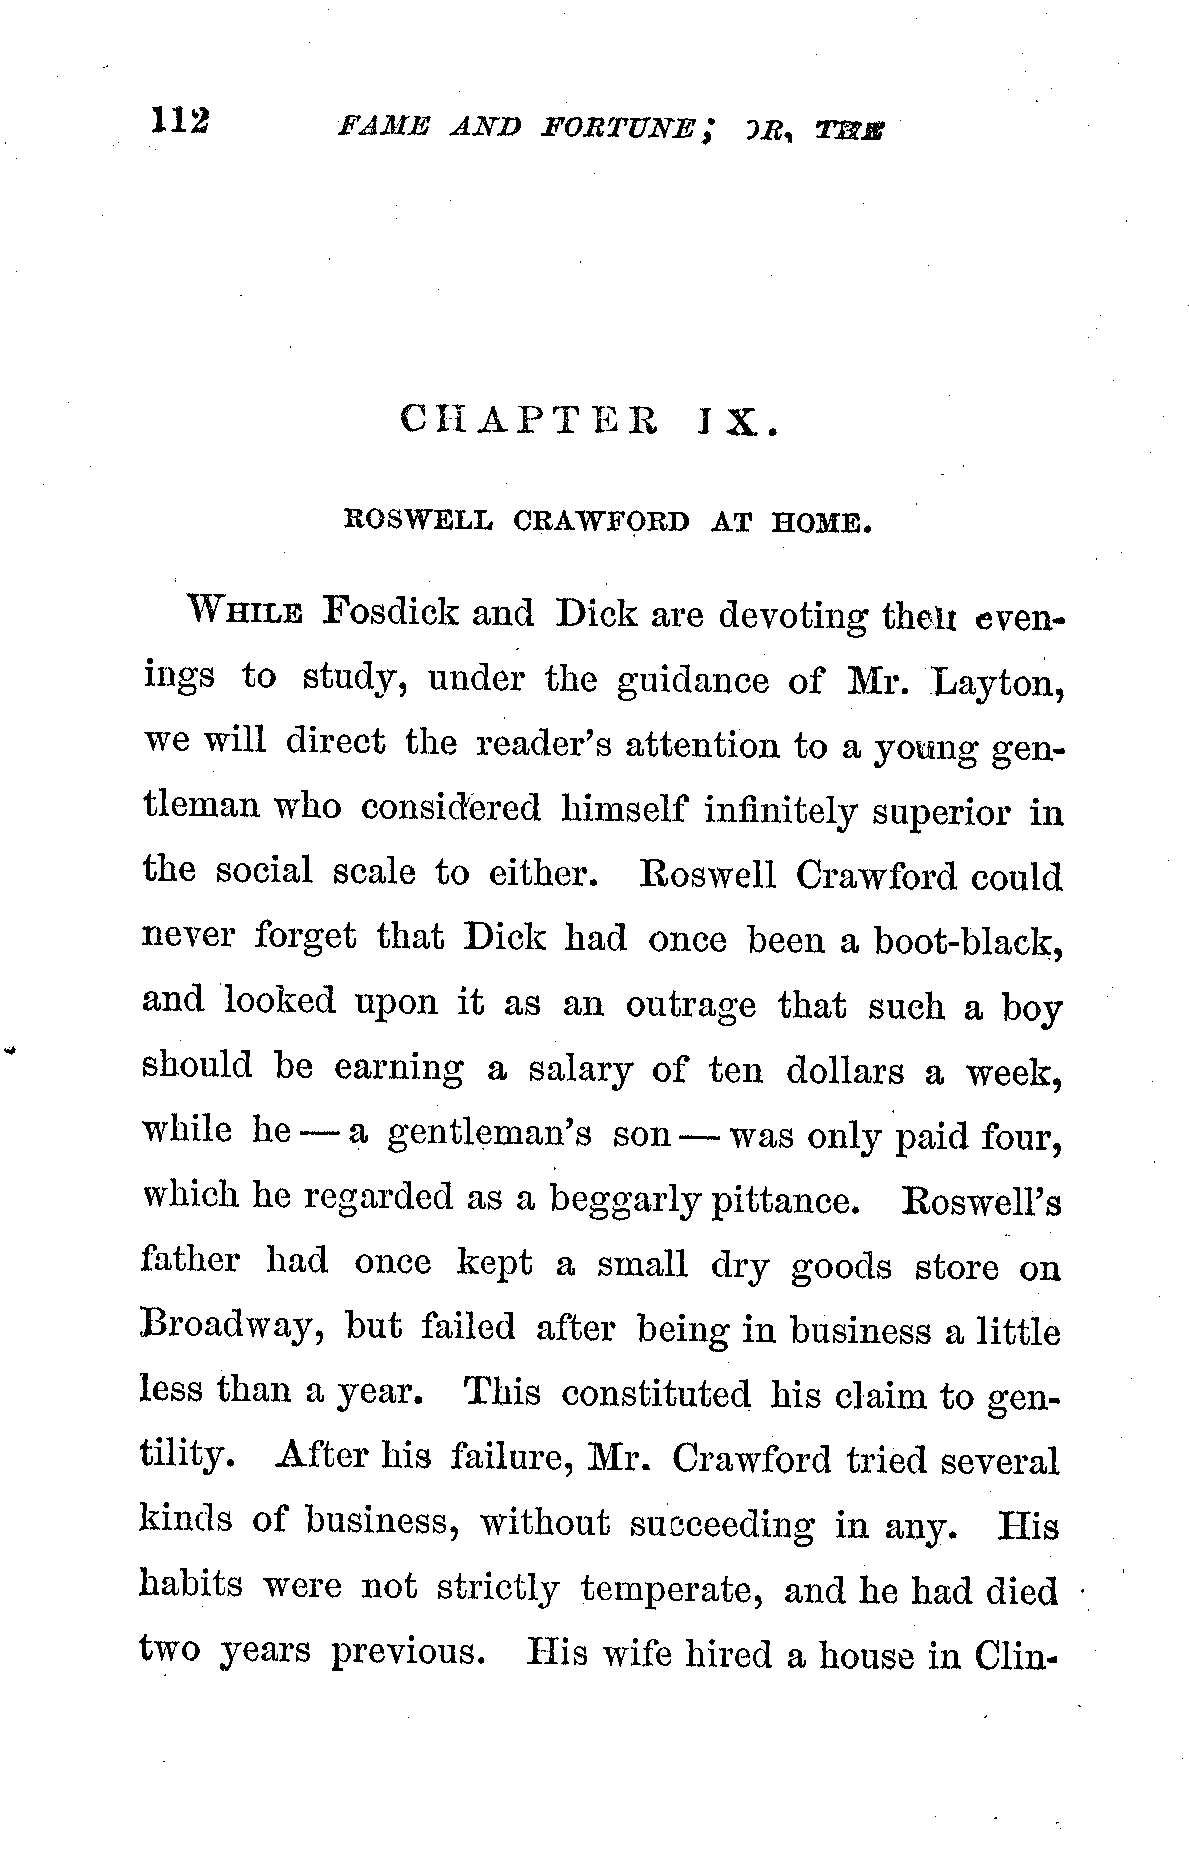 112 FAME AND FORTUNE; OR, THE
CHAPTER IX.
ROSWELL CRAWFORD AT HOME.
WHILE Fosdick and Dick are devoting their even-
ings to study, under the guidance of Mr. Layton,
we will direct the reader's attention to a young gen-
tleman who considered himself infinitely superior in
the social scale to either. Roswell Crawford could
never forget that Dick had once been a boot-black,
and looked upon it as an outrage that such a boy
should be earning a salary of ten dollars a week,
while he — a gentleman's son — was only paid four,
which he regarded as a beggarly pittance. Roswell's
father had once kept a small dry goods store on
Broadway, but failed after being in business a little
less than a year. This constituted his claim to gen-
tility. After his failure, Mr. Crawford tried several
kinds of business, without succeeding in any. His
habits were not strictly temperate, and he had died
two years previous. His wife hired a house in Clin-